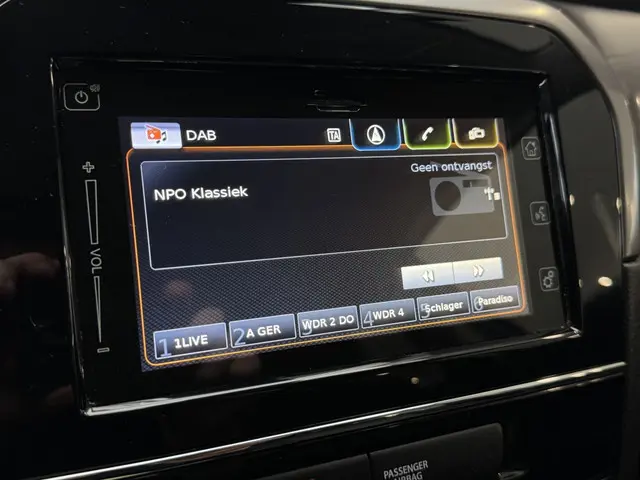 DAB
TA
Geen ontvangst
NPO Klassiek
+
VOL
-
1 1LIVE
2 A GER
3 WDR 2 DO
4 WDR 4
5 Schlager
6 Paradiso
PASSENGER
AIRBAG